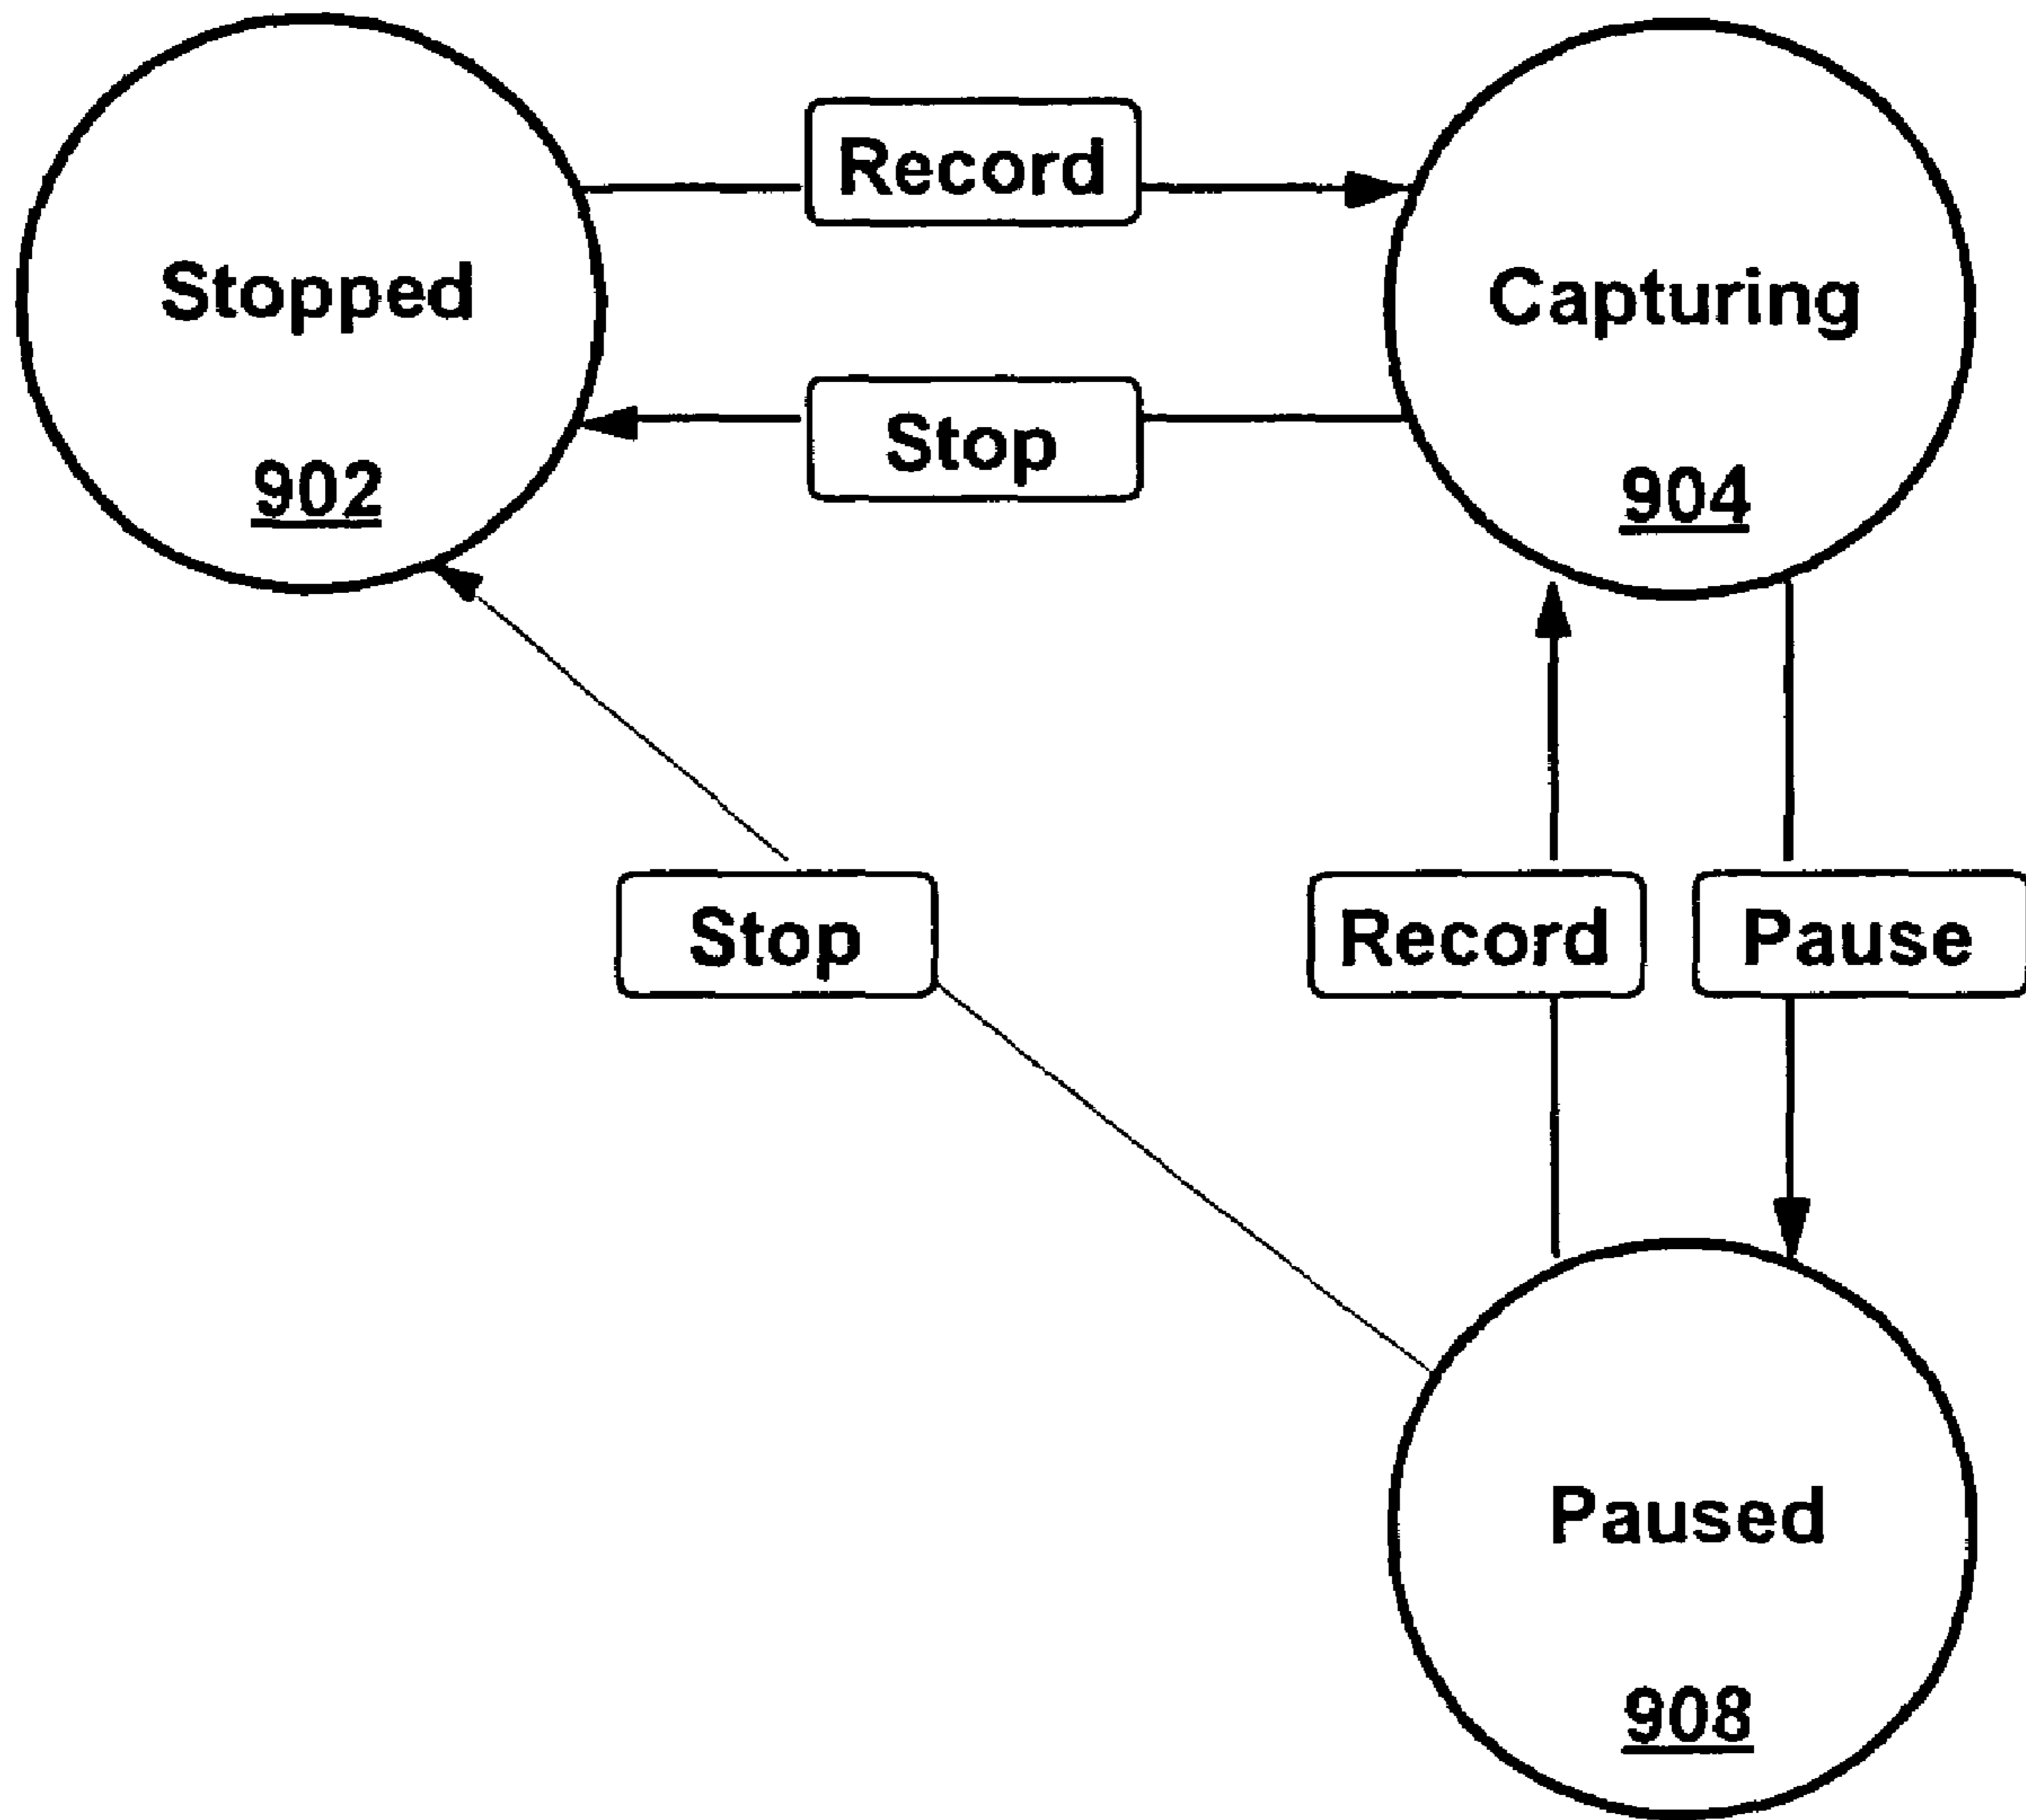 Record
Stopped
Capturing
Stop
902
904
Stop
Record
Pause
Paused
908